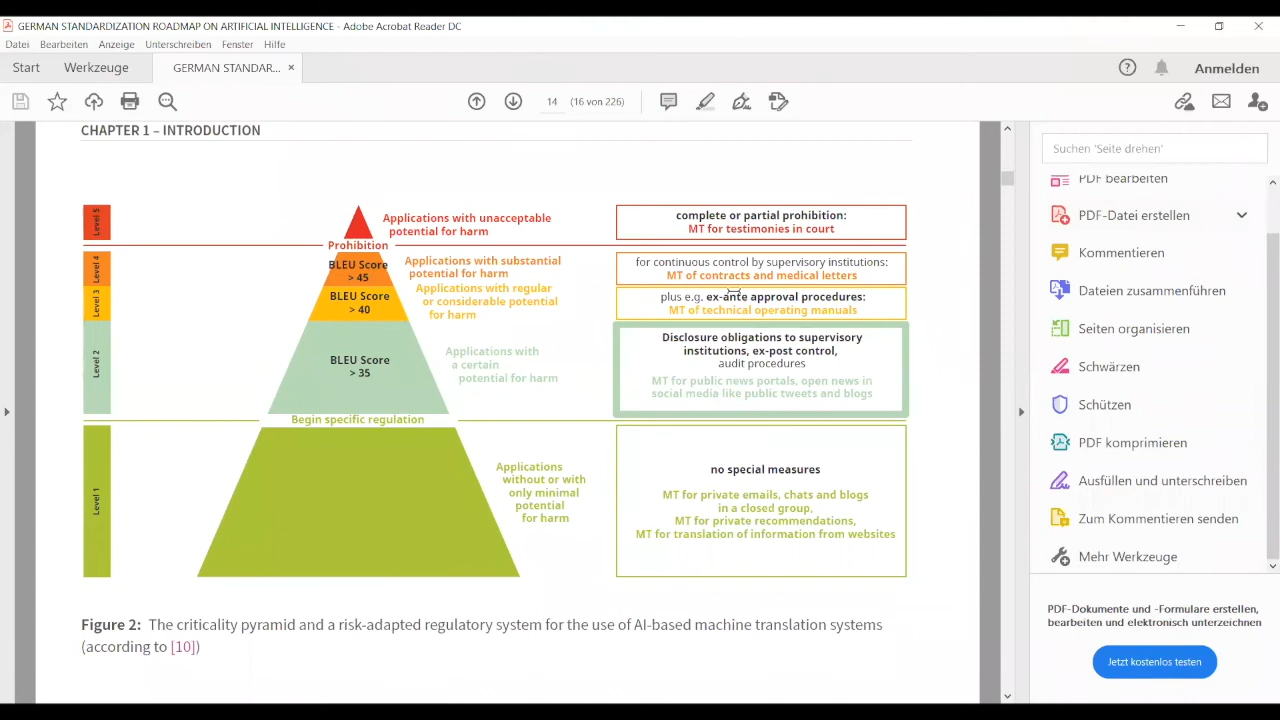 GERMAN STANDARDIZATION ROADMAP ON ARTIFICIAL INTELLIGENCE - Adobe Acrobat Reader DC
Datei Bearbeiten Anzeige Unterschreiben Fenster Hilfe
Start Werkzeuge GERMAN STANDAR... × Anmelden
14 (16 von 226)
CHAPTER 1 – INTRODUCTION
Level 5
Applications with unacceptable
potential for harm
complete or partial prohibition:
MT for testimonies in court
Prohibition
Level 4
BLEU Score
> 45
Applications with substantial
potential for harm
for continuous control by supervisory institutions:
MT of contracts and medical letters
Level 3
BLEU Score
> 40
Applications with regular
or considerable potential
for harm
plus e.g. ex-ante approval procedures:
MT of technical operating manuals
Level 2
BLEU Score
> 35
Applications with
a certain
potential for harm
Disclosure obligations to supervisory
institutions, ex-post control,
audit procedures
MT for public news portals, open news in
social media like public tweets and blogs
Begin specific regulation
Level 1
Applications
without or with
only minimal
potential
for harm
no special measures
MT for private emails, chats and blogs
in a closed group,
MT for private recommendations,
MT for translation of information from websites
Figure 2: The criticality pyramid and a risk-adapted regulatory system for the use of AI-based machine translation systems
(according to [10])
Suchen 'Seite drehen'
PDF bearbeiten
PDF-Datei erstellen
Kommentieren
Dateien zusammenführen
Seiten organisieren
Schwärzen
Schützen
PDF komprimieren
Ausfüllen und unterschreiben
Zum Kommentieren senden
Mehr Werkzeuge
PDF-Dokumente und -Formulare erstellen,
bearbeiten und elektronisch unterzeichnen
Jetzt kostenlos testen